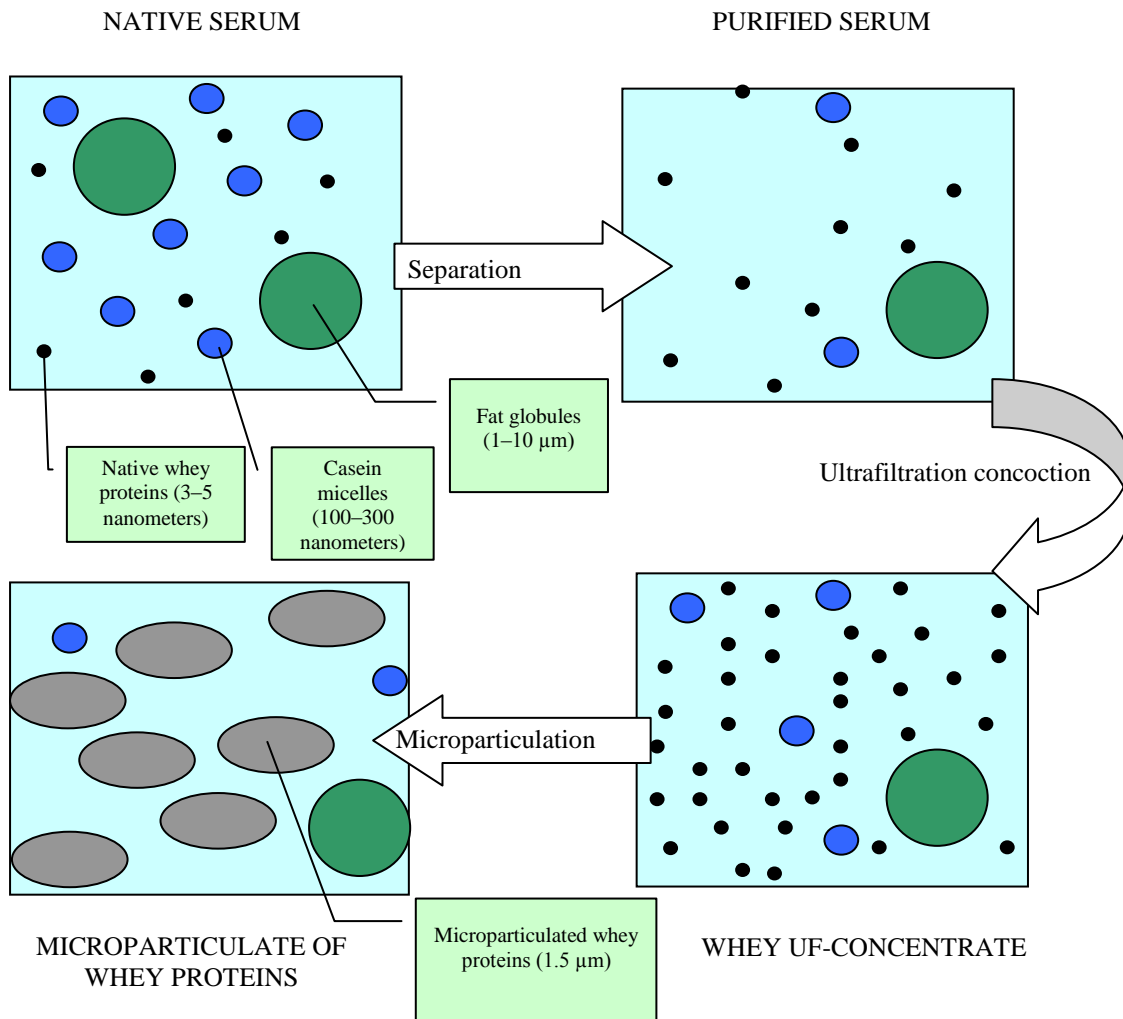 NATIVE SERUM
PURIFIED SERUM
Separation
Fat globules
(1–10 µm)
Native whey
proteins (3–5
nanometers)
Casein
micelles
(100–300
nanometers)
Ultrafiltration concoction
Microparticulation
Microparticulated whey
proteins (1.5 µm)
MICROPARTICULATE OF
WHEY PROTEINS
WHEY UF-CONCENTRATE